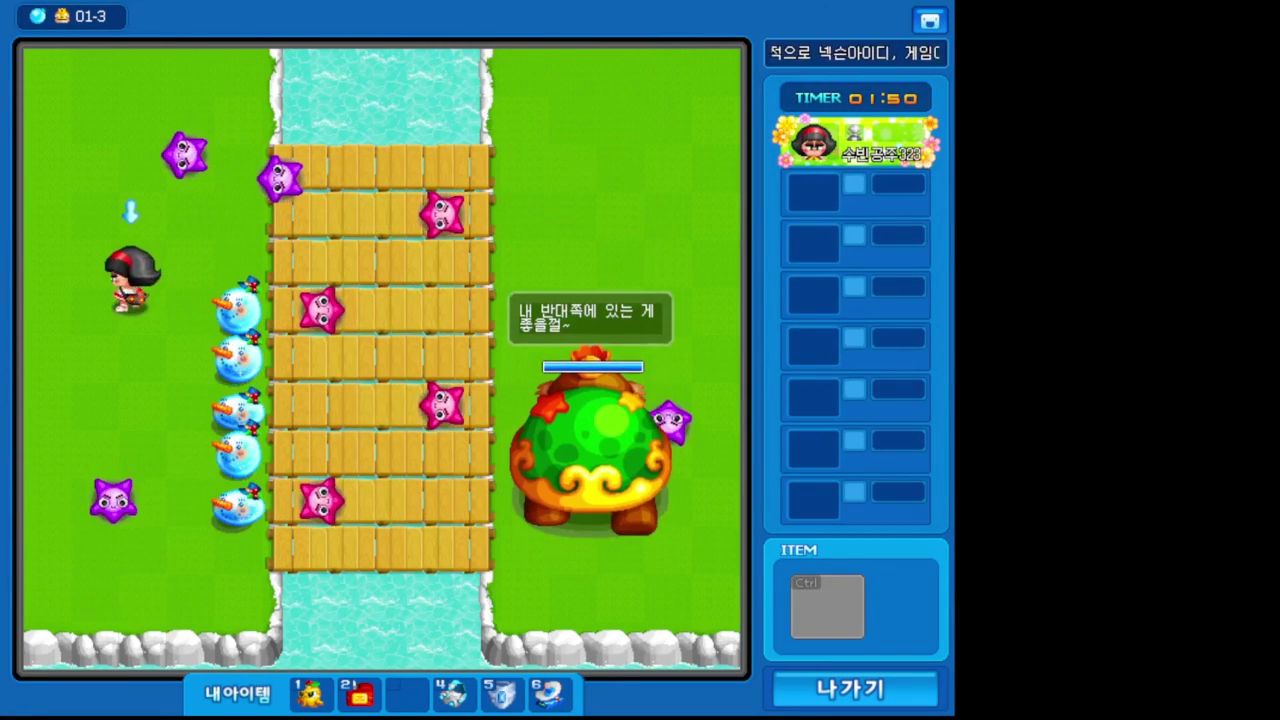 01-3
적으로 넥슨아이디, 게임
TIMER 01:50
수빈공주323
내 반대쪽에 있는 게
좋을껄~
ITEM
Ctrl
내아이템
1
2
4
5
6
나가기